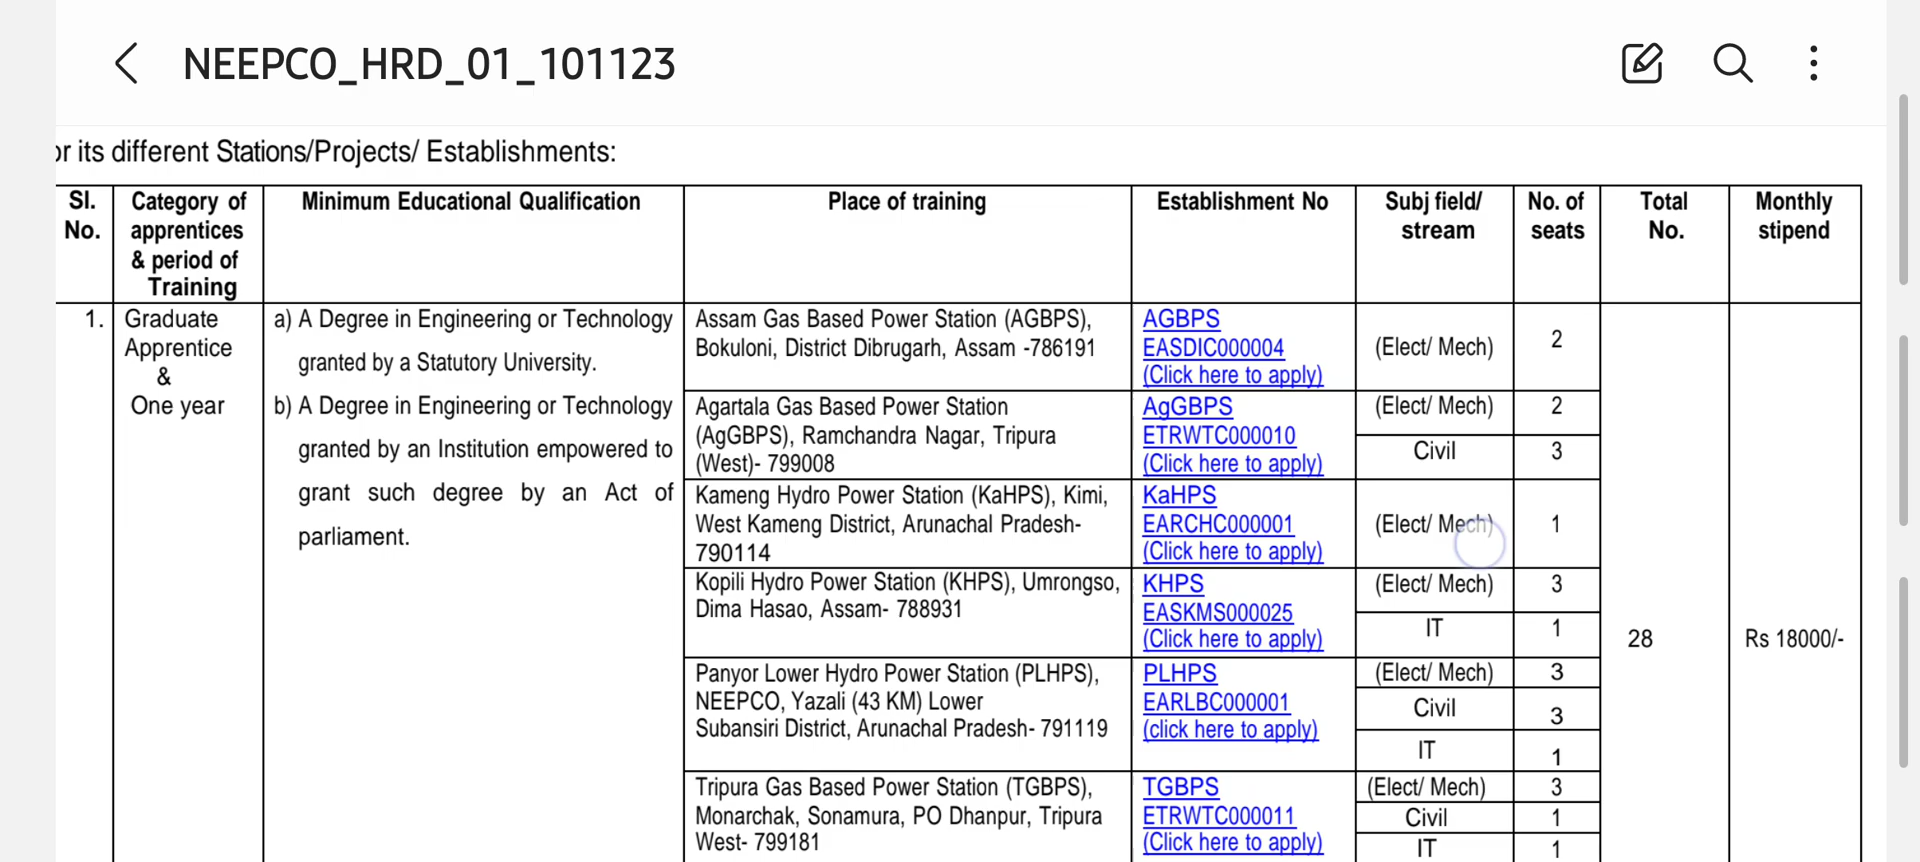 NEEPCO_HRD_01_101123
or its different Stations/Projects/ Establishments:
Sl. No.
Category of apprentices & period of Training
Minimum Educational Qualification
Place of training
Establishment No
Subj field/ stream
No. of seats
Total No.
Monthly stipend
1.
Graduate
Apprentice
&
One year
a) A Degree in Engineering or Technology
granted by a Statutory University.
b) A Degree in Engineering or Technology
granted by an Institution empowered to
grant such degree by an Act of
parliament.
Assam Gas Based Power Station (AGBPS),
Bokuloni, District Dibrugarh, Assam -786191
AGBPS
EASDIC000004
(Click here to apply)
(Elect/ Mech)
2
Agartala Gas Based Power Station
(AgGBPS), Ramchandra Nagar, Tripura
(West)- 799008
AgGBPS
ETRWTC000010
(Click here to apply)
(Elect/ Mech)
2
Civil
3
Kameng Hydro Power Station (KaHPS), Kimi,
West Kameng District, Arunachal Pradesh-
790114
KaHPS
EARCHC000001
(Click here to apply)
(Elect/ Mech)
1
Kopili Hydro Power Station (KHPS), Umrongso,
Dima Hasao, Assam- 788931
KHPS
EASKMS000025
(Click here to apply)
(Elect/ Mech)
3
IT
1
Panyor Lower Hydro Power Station (PLHPS),
NEEPCO, Yazali (43 KM) Lower
Subansiri District, Arunachal Pradesh- 791119
PLHPS
EARLBC000001
(click here to apply)
(Elect/ Mech)
3
Civil
3
IT
1
Tripura Gas Based Power Station (TGBPS),
Monarchak, Sonamura, PO Dhanpur, Tripura
West- 799181
TGBPS
ETRWTC000011
(Click here to apply)
(Elect/ Mech)
3
Civil
1
IT
1
28
Rs 18000/-